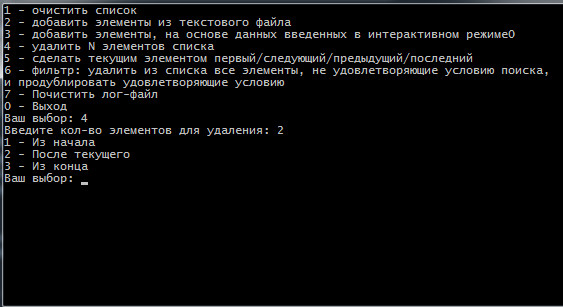 1 - очистить список
2 - добавить элементы из текстового файла
3 - добавить элементы, на основе данных введенных в интерактивном режиме0
4 - удалить N элементов списка
5 - сделать текущим элементом первый/следующий/предыдущий/последний
6 - фильтр: удалить из списка все элементы, не удовлетворяющие условию поиска,
и продублировать удовлетворяющие условию
7 - Почистить лог-файл
0 - Выход
Ваш выбор: 4
Введите кол-во элементов для удаления: 2
1 - Из начала
2 - После текущего
3 - Из конца
Ваш выбор: _